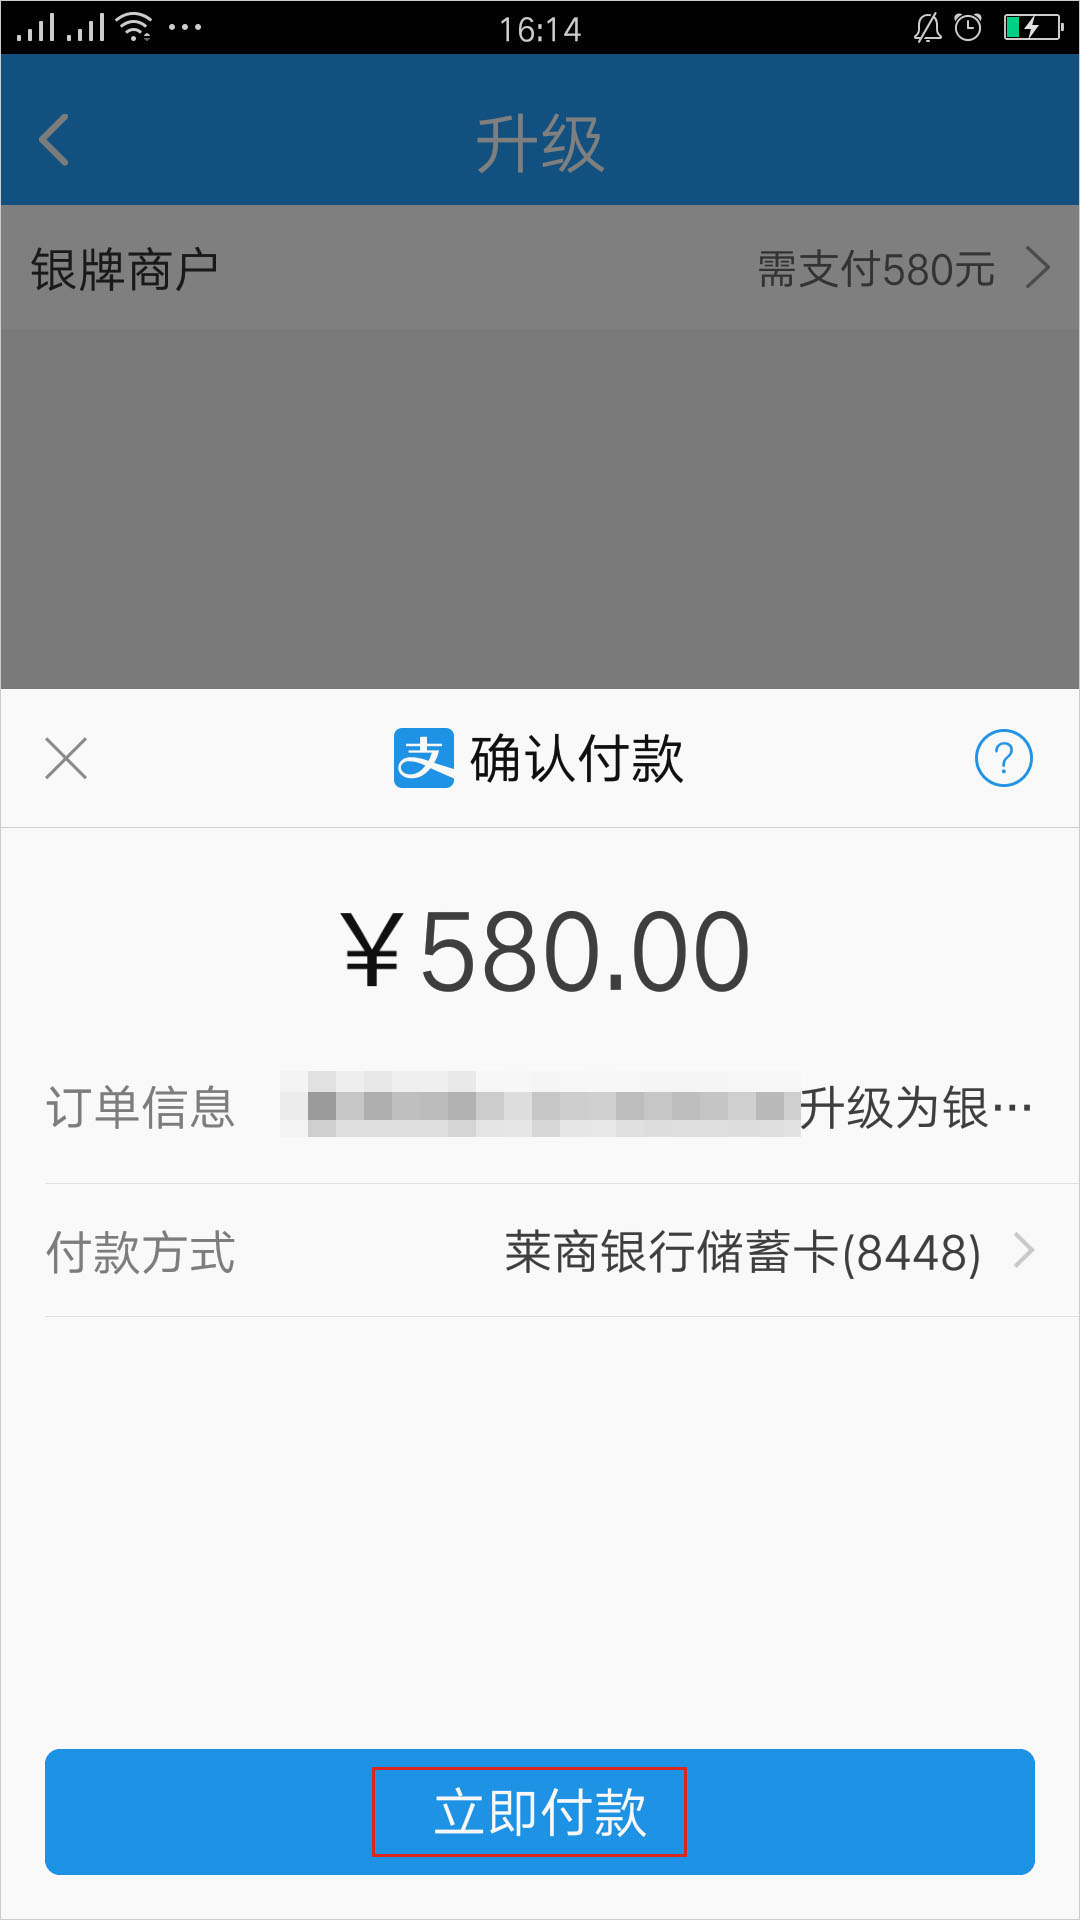 16:14
升级
银牌商户 需支付580元
支 确认付款 ?
¥580.00
订单信息 升级为银…
付款方式 莱商银行储蓄卡(8448)
立即付款